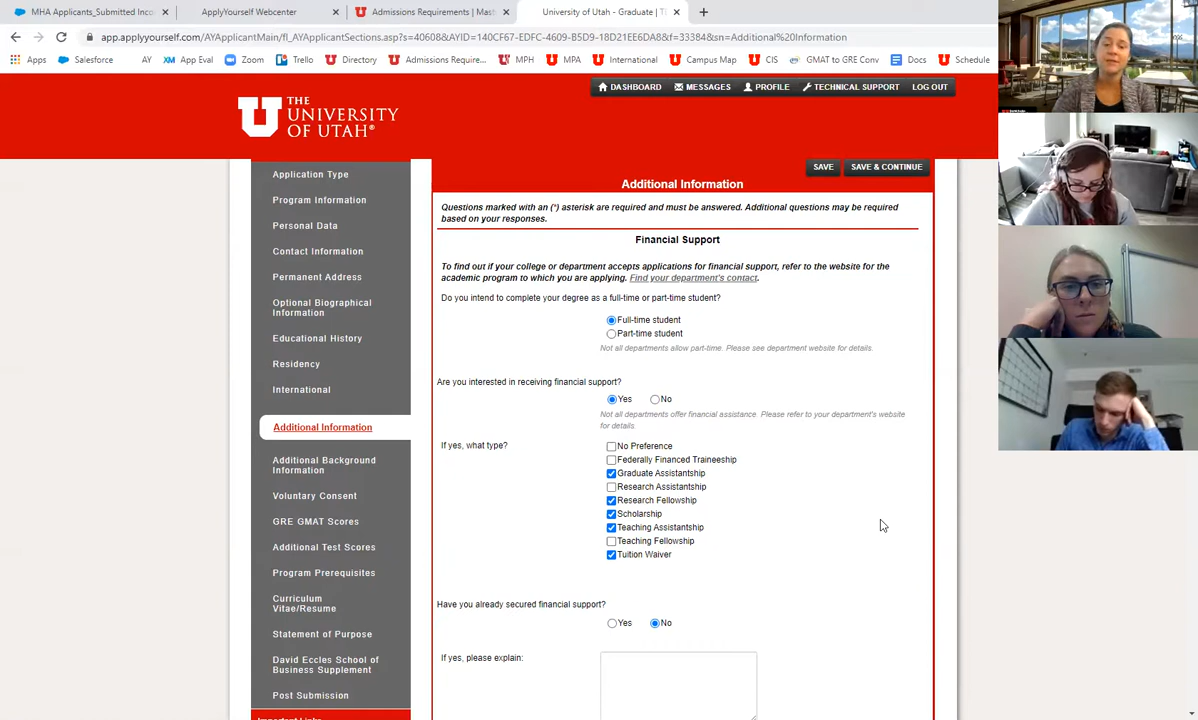 MHA Applicants_Submitted Inco
ApplyYourself Webcenter
Admissions Requirements | Mas
University of Utah - Graduate | T
app.applyyourself.com/AYApplicantMain/fl_AYApplicantSections.asp?s=40608&AYID=140CF67-EDFC-4609-B5D9-18D21EE6DA8&f=33384&sn=Additional%20Information
Apps Salesforce AY App Eval Zoom Trello Directory Admissions Require... MPH MPA International Campus Map CIS GMAT to GRE Conv Docs Schedule
DASHBOARD MESSAGES PROFILE TECHNICAL SUPPORT LOG OUT
THE
UNIVERSITY
OF UTAH®
Application Type
Program Information
Personal Data
Contact Information
Permanent Address
Optional Biographical
Information
Educational History
Residency
International
Additional Information
Additional Background
Information
Voluntary Consent
GRE GMAT Scores
Additional Test Scores
Program Prerequisites
Curriculum
Vitae/Resume
Statement of Purpose
David Eccles School of
Business Supplement
Post Submission
SAVE SAVE & CONTINUE
Additional Information
Questions marked with an (*) asterisk are required and must be answered. Additional questions may be required
based on your responses.
Financial Support
To find out if your college or department accepts applications for financial support, refer to the website for the
academic program to which you are applying. Find your department's contact.
Do you intend to complete your degree as a full-time or part-time student?
Full-time student
Part-time student
Not all departments allow part-time. Please see department website for details.
Are you interested in receiving financial support?
Yes No
Not all departments offer financial assistance. Please refer to your department's website
for details.
If yes, what type?
No Preference
Federally Financed Traineeship
Graduate Assistantship
Research Assistantship
Research Fellowship
Scholarship
Teaching Assistantship
Teaching Fellowship
Tuition Waiver
Have you already secured financial support?
Yes No
If yes, please explain: